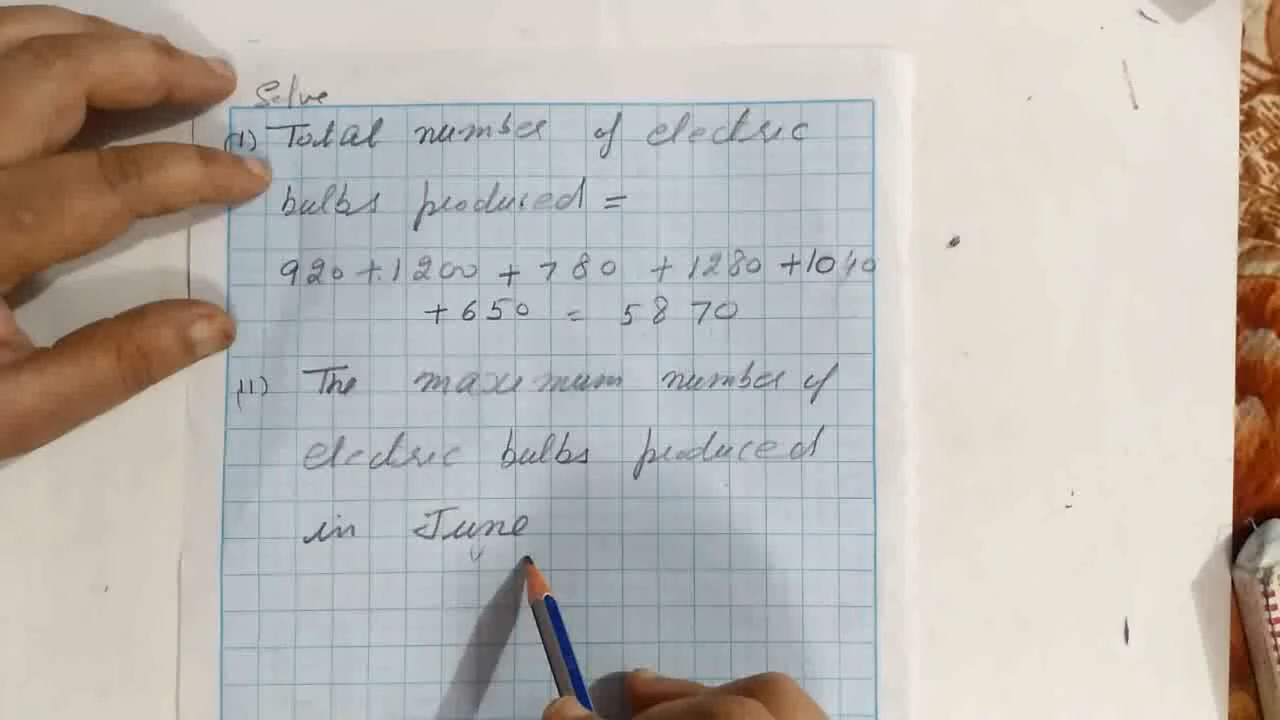 Solve
(I) Total number of electric
bulbs produced =
920 + 1200 + 780 + 1280 + 1040
+ 650 = 5870
(II) The maximum number of
electric bulbs produced
in June